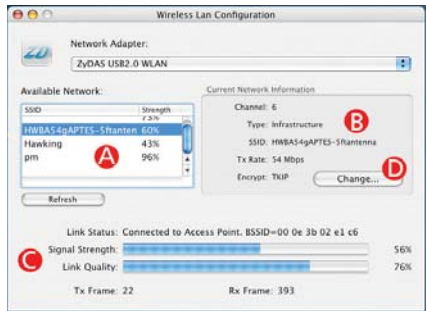 Wireless Lan Configuration
Network Adapter:
ZyDAS USB2.0 WLAN
Available Network:
SSID Strength
73%
HWBA54gAPTES-5ftanten 60%
Hawking 43%
pm 96%
A
Refresh
Current Network Information
Channel: 6
Type: Infrastructure
B
SSID: HWBA54gAPTES-5ftantenna
Tx Rate: 54 Mbps
D
Encrypt: TKIP Change...
Link Status: Connected to Access Point. BSSID=00 0e 3b 02 e1 c6
Signal Strength: 56%
C
Link Quality: 76%
Tx Frame: 22 Rx Frame: 393